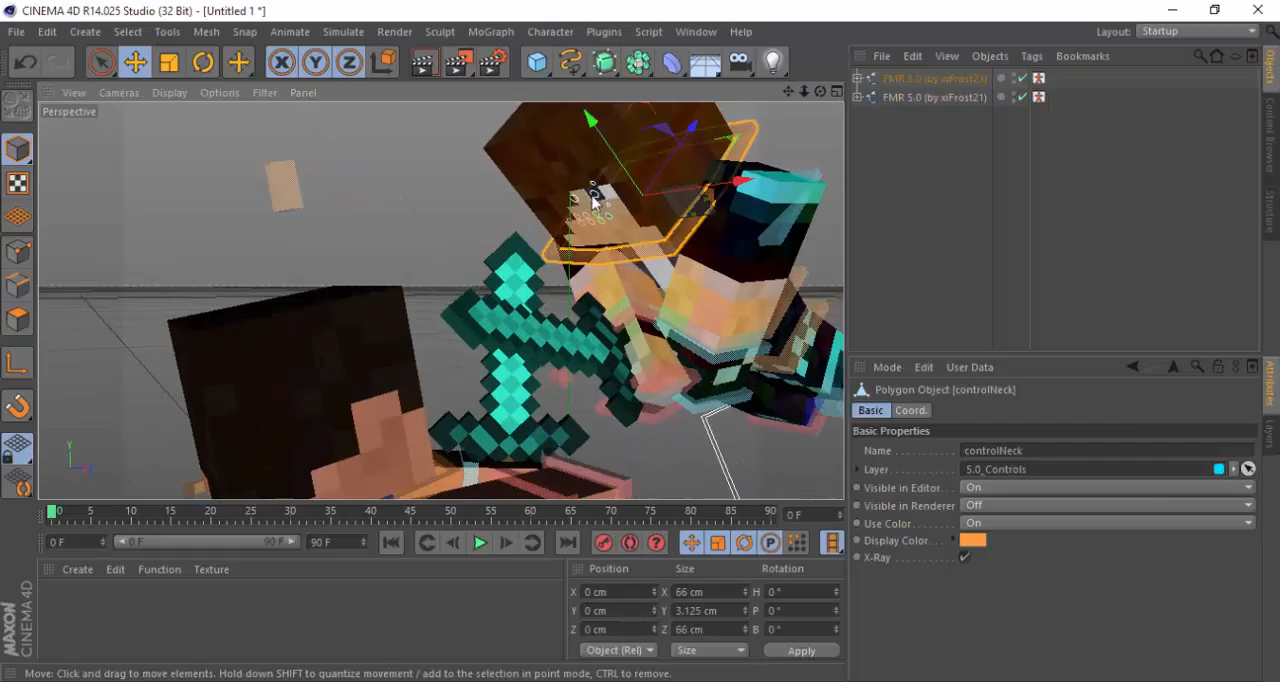 CINEMA 4D R14.025 Studio (32 Bit) - [Untitled 1 *]
File Edit Create Select Tools Mesh Snap Animate Simulate Render Sculpt MoGraph Character Plugins Script Window Help Layout: Startup
File Edit View Objects Tags Bookmarks
View Cameras Display Options Filter Panel
Perspective
FMR 5.0 (by xiFrost21)
FMR 5.0 (by xiFrost21)
Objects
Content Browser
Structure
Mode Edit User Data
Polygon Object [controlNeck]
Basic Coord.
Basic Properties
Name controlNeck
Layer 5.0_Controls
Visible in Editor On
Visible in Renderer Off
Use Color On
Display Color
X-Ray
Attributes
Layers
Y
X
Z
0 5 10 15 20 25 30 35 40 45 50 55 60 65 70 75 80 85 90 0 F
0 F 0 F 90 F 90 F
Create Edit Function Texture
Position Size Rotation
X 0 cm X 66 cm H 0 °
Y 0 cm Y 3.125 cm P 0 °
Z 0 cm Z 66 cm B 0 °
Object (Rel) Size Apply
MAXON CINEMA 4D
Move: Click and drag to move elements. Hold down SHIFT to quantize movement / add to the selection in point mode, CTRL to remove.